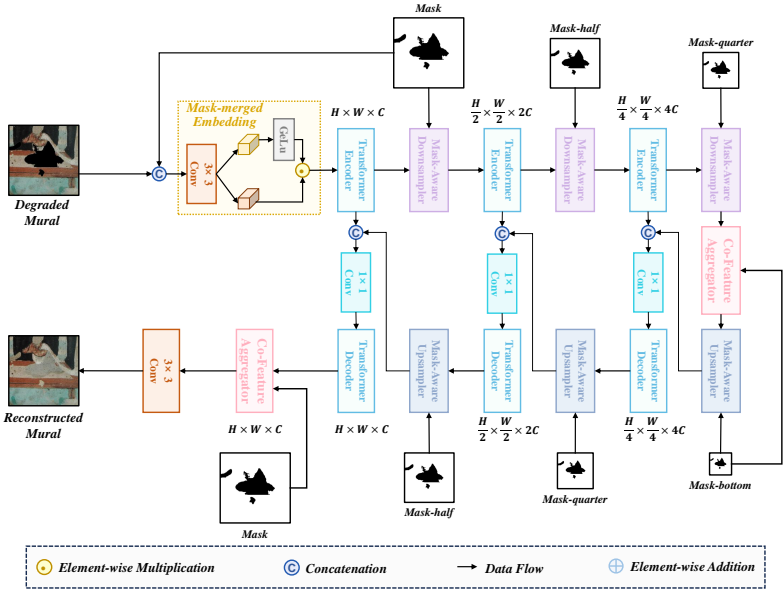 Mask
Mask-half
Mask-quarter
Mask-merged
Embedding
H × W × C
H/2 × W/2 × 2C
H/4 × W/4 × 4C
Degraded
Mural
C
3× 3
Conv
GeLu
Transformer
Encoder
Mask-Aware
Downsampler
Transformer
Encoder
Mask-Aware
Downsampler
Transformer
Encoder
Mask-Aware
Downsampler
C
C
C
1× 1
Conv
1× 1
Conv
1× 1
Conv
Co-Feature
Aggregator
Reconstructed
Mural
3× 3
Conv
Co-Feature
Aggregator
Transformer
Decoder
Mask-Aware
Upsampler
Transformer
Decoder
Mask-Aware
Upsampler
Transformer
Decoder
Mask-Aware
Upsampler
H × W × C
H × W × C
H/2 × W/2 × 2C
H/4 × W/4 × 4C
Mask
Mask-half
Mask-quarter
Mask-bottom
Element-wise Multiplication
C
Concatenation
Data Flow
Element-wise Addition